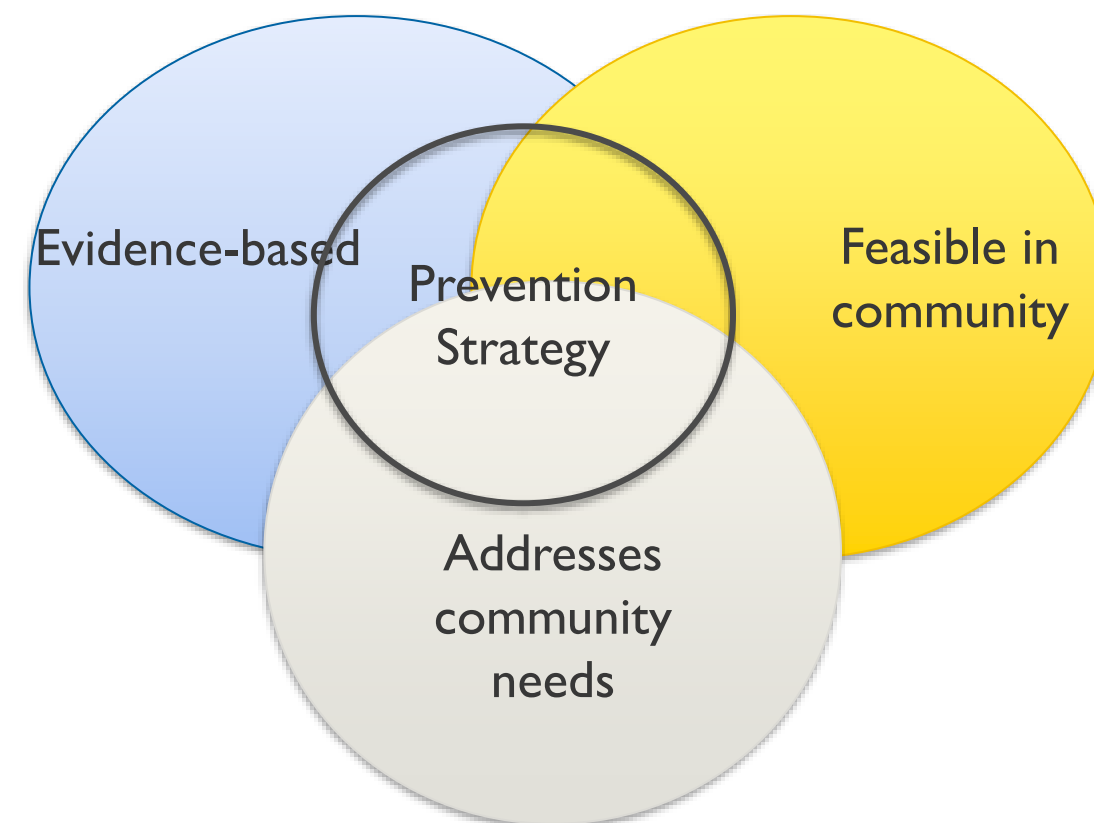 Evidence-based
Prevention
Strategy
Feasible in
community
Addresses
community
needs